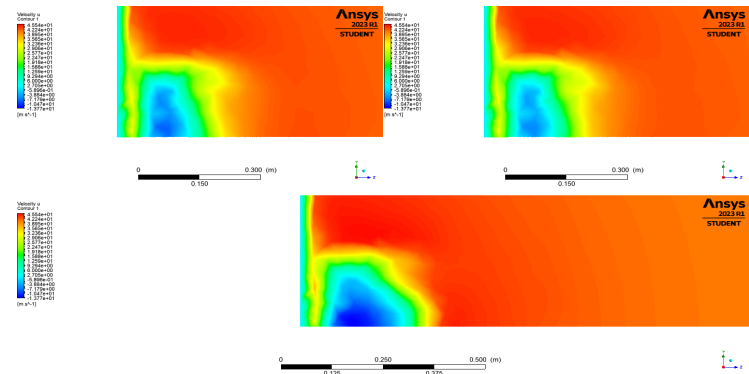 Velocity u
Contour 1
4.554e+01
4.224e+01
3.895e+01
3.565e+01
3.236e+01
2.906e+01
2.577e+01
2.247e+01
1.918e+01
1.588e+01
1.259e+01
9.294e+00
6.000e+00
2.705e+00
-5.896e-01
-3.884e+00
-7.179e+00
-1.047e+01
-1.377e+01
[m s^-1]
Ansys
2023 R1
STUDENT
0 0.300 (m)
0.150
Y
Z
Velocity u
Contour 1
4.554e+01
4.224e+01
3.895e+01
3.565e+01
3.236e+01
2.906e+01
2.577e+01
2.247e+01
1.918e+01
1.588e+01
1.259e+01
9.294e+00
6.000e+00
2.705e+00
-5.896e-01
-3.884e+00
-7.179e+00
-1.047e+01
-1.377e+01
[m s^-1]
Ansys
2023 R1
STUDENT
0 0.300 (m)
0.150
Y
Z
Velocity u
Contour 1
4.554e+01
4.224e+01
3.895e+01
3.565e+01
3.236e+01
2.906e+01
2.577e+01
2.247e+01
1.918e+01
1.588e+01
1.259e+01
9.294e+00
6.000e+00
2.705e+00
-5.896e-01
-3.884e+00
-7.179e+00
-1.047e+01
-1.377e+01
[m s^-1]
Ansys
2023 R1
STUDENT
0 0.250 0.500 (m)
0.125 0.375
Y
Z